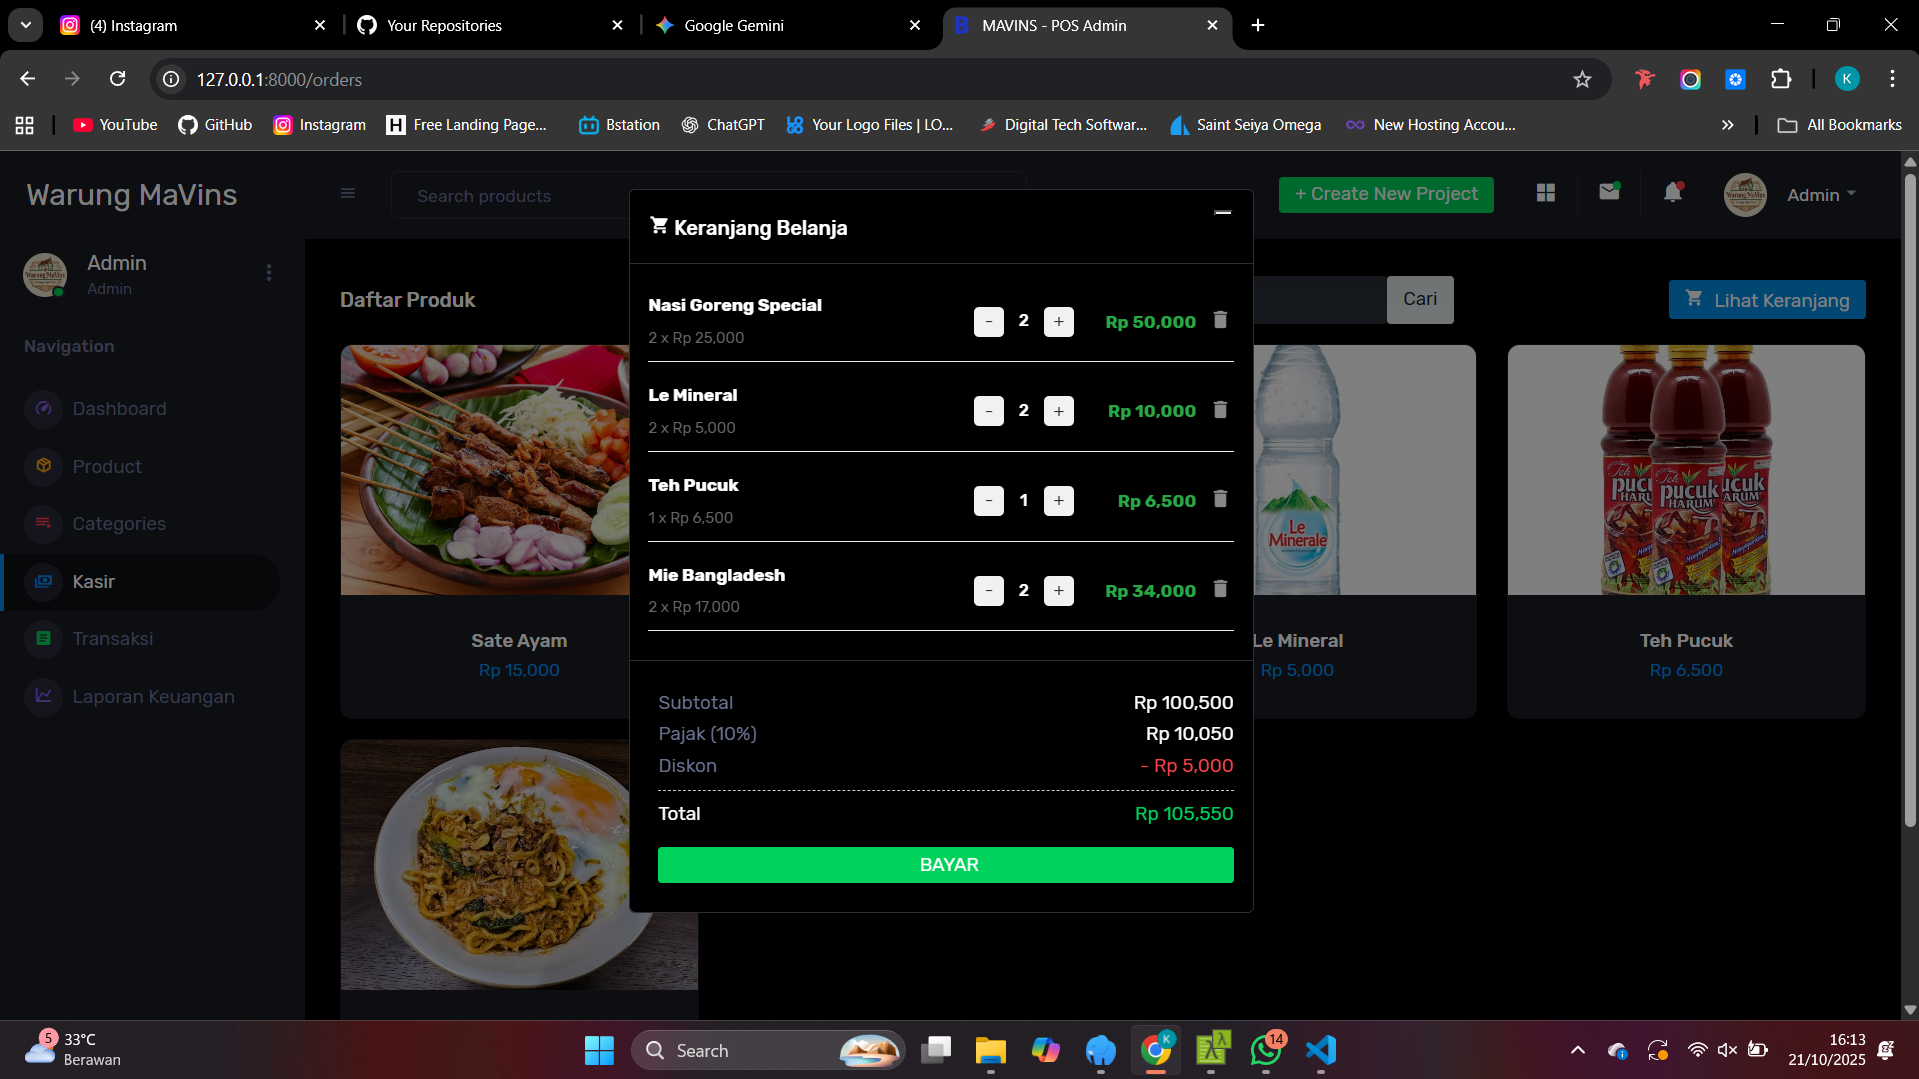 (4) Instagram
Your Repositories
Google Gemini
MAVINS - POS Admin
127.0.0.1:8000/orders
K
YouTube
GitHub
Instagram
H
Free Landing Page...
Bstation
ChatGPT
Your Logo Files | LO...
Digital Tech Softwar...
Saint Seiya Omega
New Hosting Accou...
All Bookmarks
Warung MaVins
Search products
+ Create New Project
Admin
Admin
Admin
Navigation
Dashboard
Product
Categories
Kasir
Transaksi
Laporan Keuangan
Daftar Produk
Cari
Lihat Keranjang
Keranjang Belanja
Nasi Goreng Special
2 x Rp 25,000
- 2 +
Rp 50,000
Le Mineral
2 x Rp 5,000
- 2 +
Rp 10,000
Teh Pucuk
1 x Rp 6,500
- 1 +
Rp 6,500
Mie Bangladesh
2 x Rp 17,000
- 2 +
Rp 34,000
Subtotal Rp 100,500
Pajak (10%) Rp 10,050
Diskon - Rp 5,000
Total Rp 105,550
BAYAR
Sate Ayam
Rp 15,000
Le
Minerale
Le Mineral
Rp 5,000
Teh
pucuk
HARUM
Teh Pucuk
Rp 6,500
5
33°C
Berawan
Search
K
14
16:13
21/10/2025